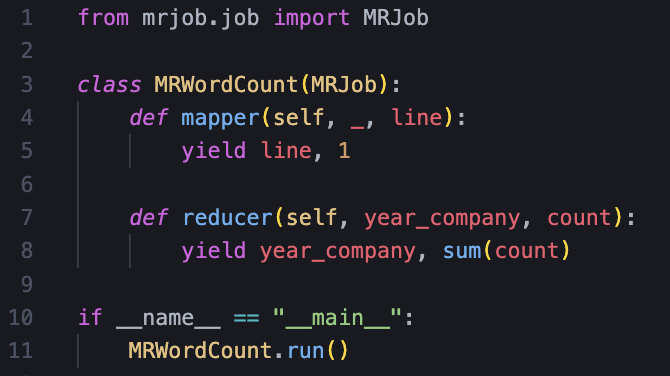 1 from mrjob.job import MRJob
2
3 class MRWordCount(MRJob):
4     def mapper(self, _, line):
5         yield line, 1
6
7     def reducer(self, year_company, count):
8         yield year_company, sum(count)
9
10 if __name__ == "__main__":
11     MRWordCount.run()